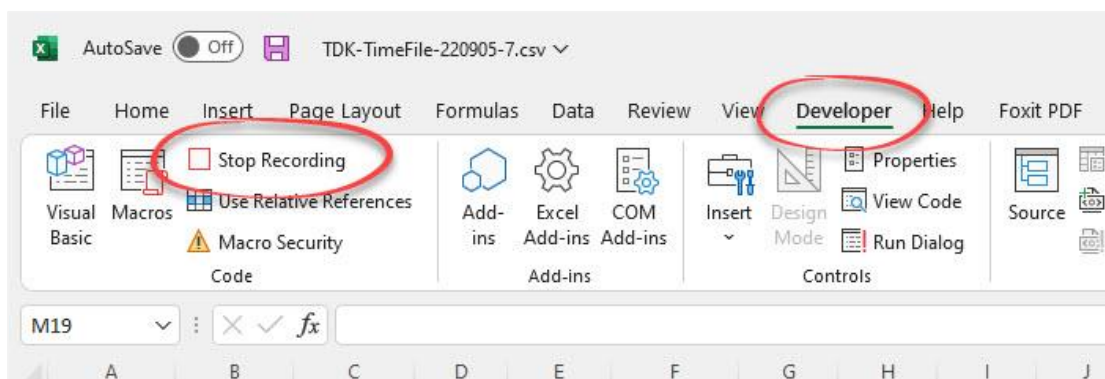 AutoSave Off TDK-TimeFile-220905-7.csv
File Home Insert Page Layout Formulas Data Review View Developer Help Foxit PDF
Visual Basic
Macros
Stop Recording
Use Relative References
Macro Security
Code
Add-
ins
Excel
Add-ins
COM
Add-ins
Add-ins
Insert
Design
Mode
Properties
View Code
Run Dialog
Controls
Source
M19 fx
A B C D E F G H I J